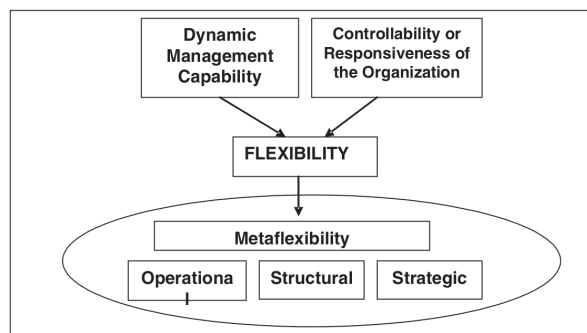 Dynamic
Management
Capability
Controllability or
Responsiveness of
the Organization
FLEXIBILITY
Metaflexibility
Operationa
l
Structural
Strategic